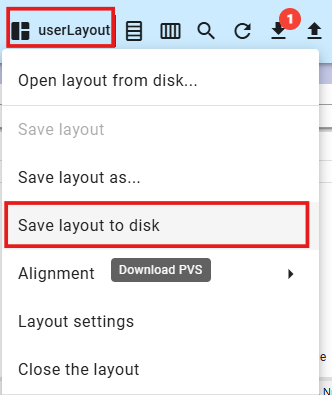 userLayout
1
Open layout from disk...
Save layout
Save layout as...
Save layout to disk
Alignment
Download PVS
Layout settings
Close the layout
e
N